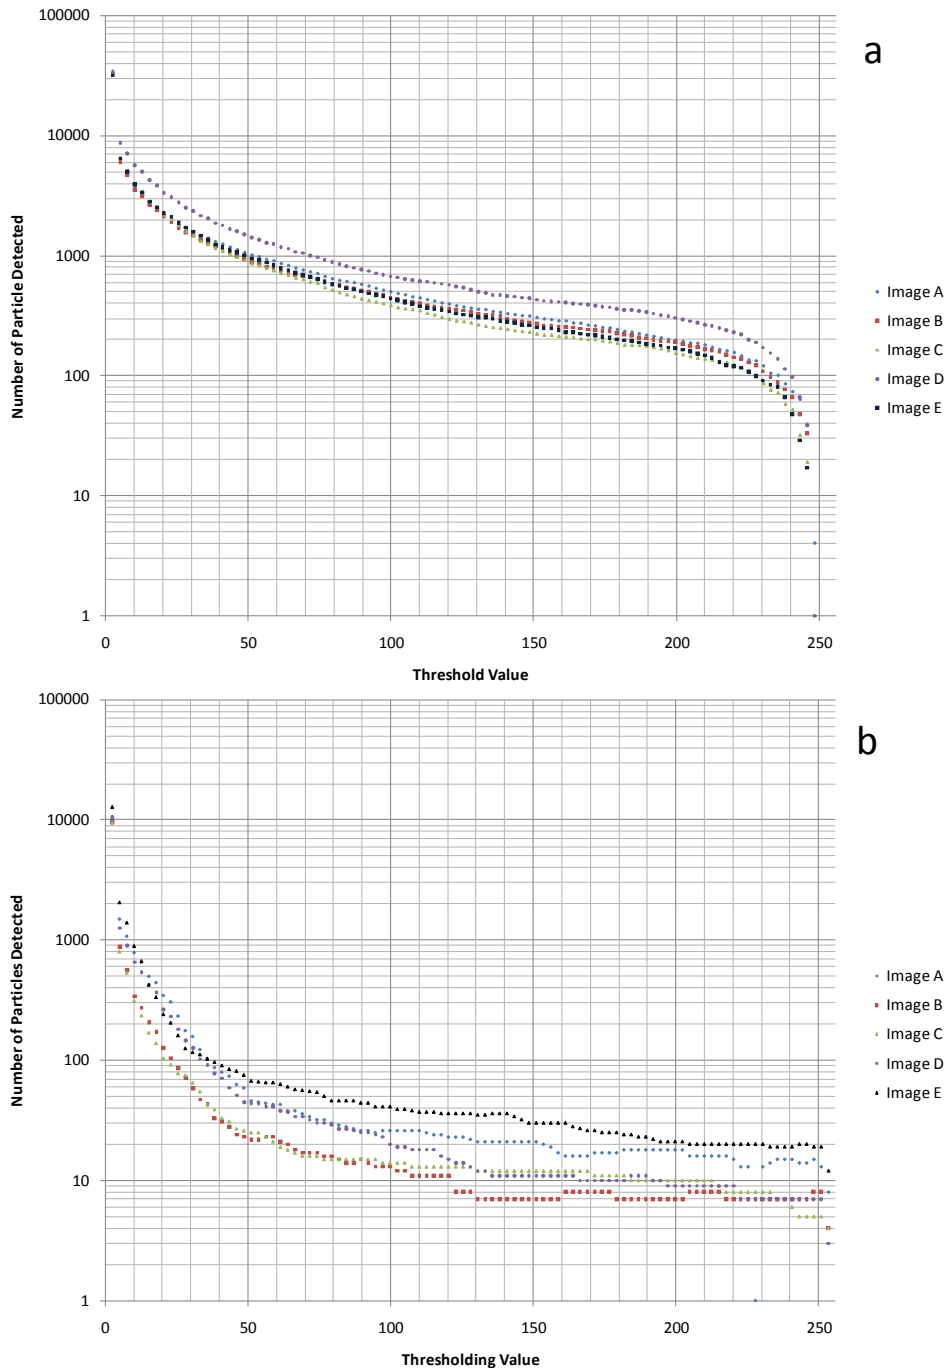 100000
a
10000
1000
100
10
1
Number of Particle Detected
0 50 100 150 200 250
Threshold Value
Image A
Image B
Image C
Image D
Image E
100000
b
10000
1000
100
10
1
Number of Particles Detected
0 50 100 150 200 250
Thresholding Value
Image A
Image B
Image C
Image D
Image E